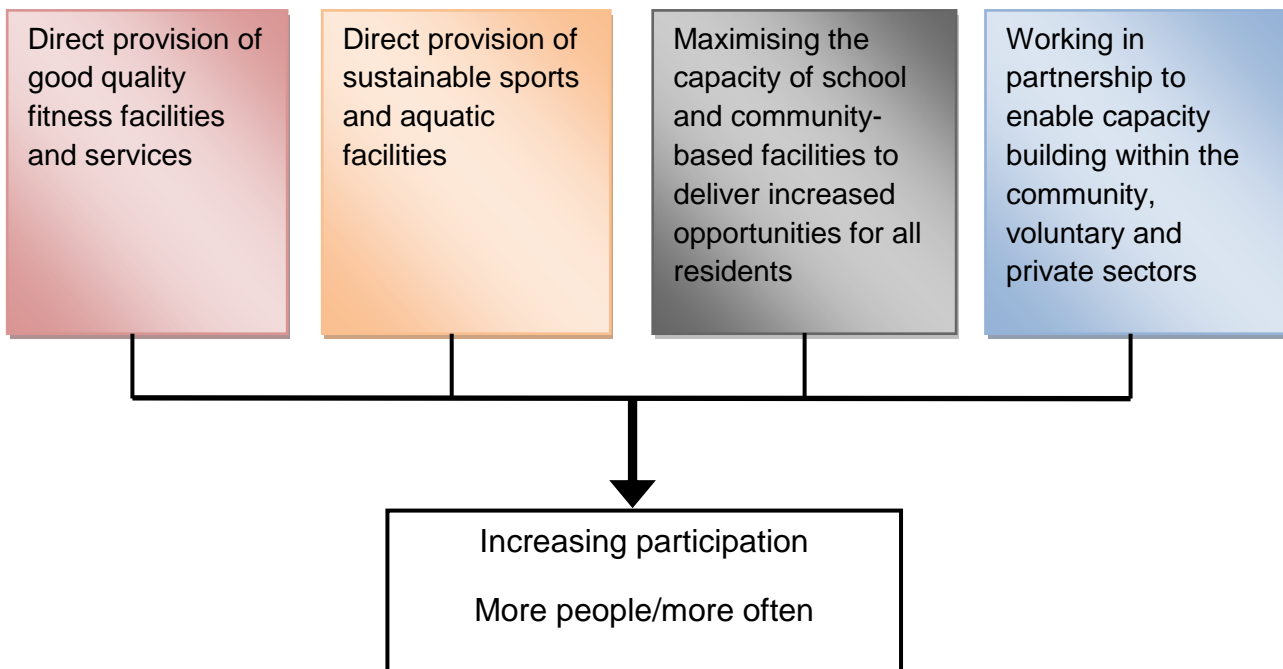 Direct provision of
good quality
fitness facilities
and services
Direct provision of
sustainable sports
and aquatic
facilities
Maximising the
capacity of school
and community-
based facilities to
deliver increased
opportunities for all
residents
Working in
partnership to
enable capacity
building within the
community,
voluntary and
private sectors
Increasing participation
More people/more often